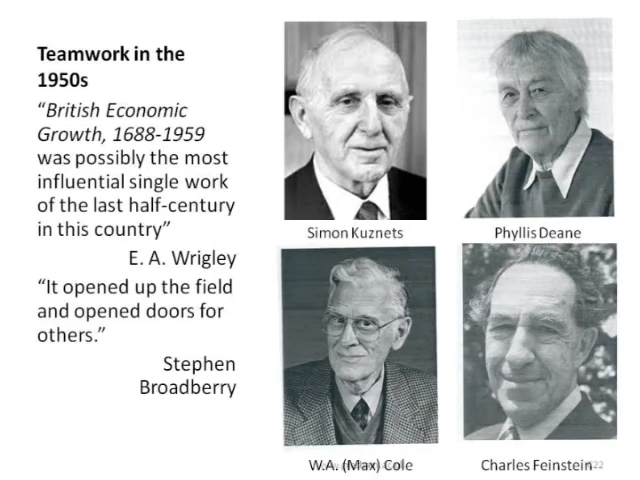 Teamwork in the
1950s
“British Economic
Growth, 1688-1959
was possibly the most
influential single work
of the last half-century
in this country”
E. A. Wrigley
“It opened up the field
and opened doors for
others.”
Stephen
Broadberry
Simon Kuznets
Phyllis Deane
W.A. (Max) Cole
Charles Feinstein
22